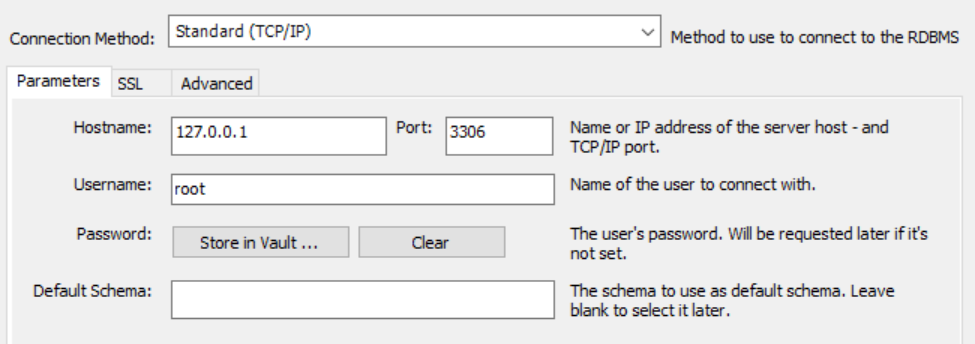 Connection Method: Standard (TCP/IP) Method to use to connect to the RDBMS
Parameters SSL Advanced
Hostname: 127.0.0.1 Port: 3306 Name or IP address of the server host - and
TCP/IP port.
Username: root Name of the user to connect with.
Password: Store in Vault ... Clear The user's password. Will be requested later if it's
not set.
Default Schema: The schema to use as default schema. Leave
blank to select it later.